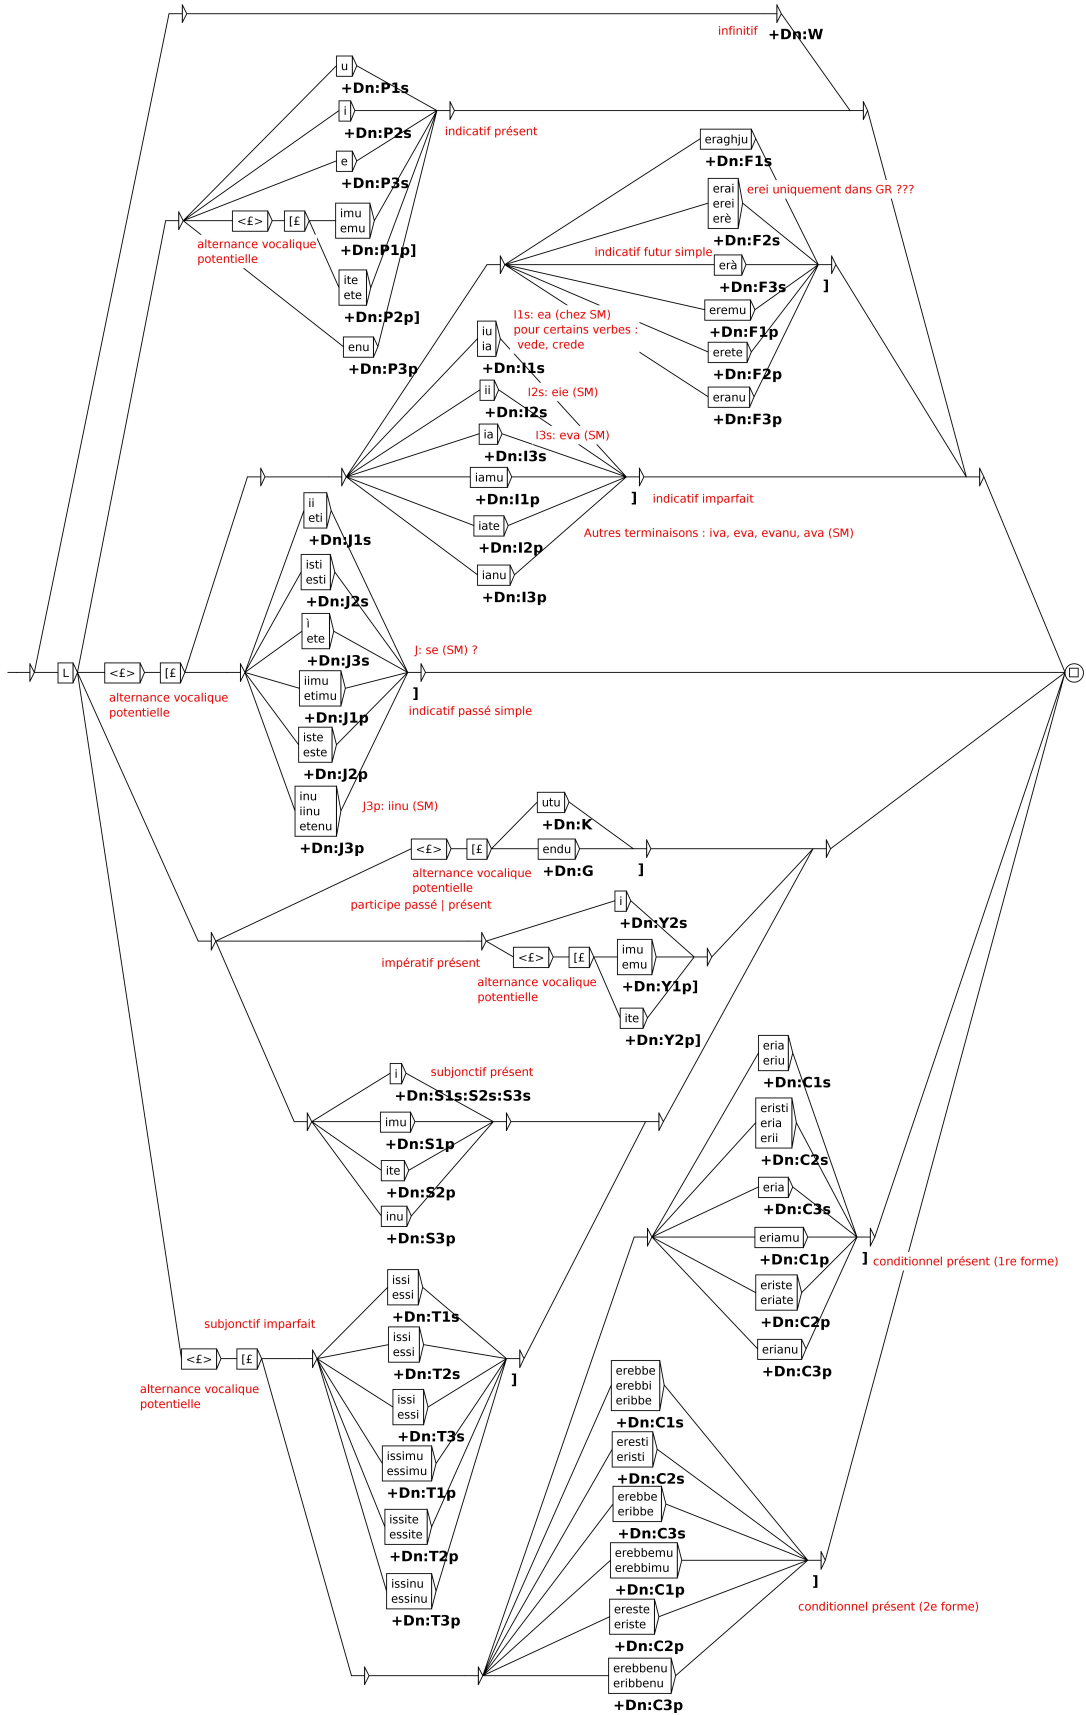 infinitif
+Dn:W
u
+Dn:P1s
i
+Dn:P2s
indicatif présent
e
+Dn:P3s
<£>
[£
imu
emu
+Dn:P1p]
alternance vocalique
potentielle
ite
ete
+Dn:P2p]
enu
+Dn:P3p
eraghju
+Dn:F1s
erai
erei
erè
+Dn:F2s
erei uniquement dans GR ???
indicatif futur simple
erà
+Dn:F3s
]
eremu
+Dn:F1p
erete
+Dn:F2p
eranu
+Dn:F3p
I1s: ea (chez SM)
pour certains verbes :
vede, crede
iu
ia
+Dn:I1s
I2s: eie (SM)
ii
+Dn:I2s
I3s: eva (SM)
ia
+Dn:I3s
iamu
+Dn:I1p
]
indicatif imparfait
iate
+Dn:I2p
Autres terminaisons : iva, eva, evanu, ava (SM)
ianu
+Dn:I3p
ii
eti
+Dn:J1s
isti
esti
+Dn:J2s
ì
ete
+Dn:J3s
J: se (SM) ?
L
<£>
[£
alternance vocalique
potentielle
iimu
etimu
+Dn:J1p
]
indicatif passé simple
iste
este
+Dn:J2p
inu
iinu
etenu
+Dn:J3p
J3p: iinu (SM)
utu
+Dn:K
<£>
[£
endu
+Dn:G
]
alternance vocalique
potentielle
participe passé | présent
i
+Dn:Y2s
impératif présent
<£>
[£
imu
emu
+Dn:Y1p]
alternance vocalique
potentielle
ite
+Dn:Y2p]
i
subjonctif présent
+Dn:S1s:S2s:S3s
imu
+Dn:S1p
ite
+Dn:S2p
inu
+Dn:S3p
eria
eriu
+Dn:C1s
eristi
eria
erii
+Dn:C2s
eria
+Dn:C3s
eriamu
+Dn:C1p
]
conditionnel présent (1re forme)
eriste
eriate
+Dn:C2p
erianu
+Dn:C3p
subjonctif imparfait
<£>
[£
alternance vocalique
potentielle
issi
essi
+Dn:T1s
issi
essi
+Dn:T2s
]
issi
essi
+Dn:T3s
issimu
essimu
+Dn:T1p
issite
essite
+Dn:T2p
issinu
essinu
+Dn:T3p
erebbe
erebbi
eribbe
+Dn:C1s
eresti
eristi
+Dn:C2s
erebbe
eribbe
+Dn:C3s
erebbemu
erebbimu
+Dn:C1p
]
conditionnel présent (2e forme)
ereste
eriste
+Dn:C2p
erebbenu
eribbenu
+Dn:C3p